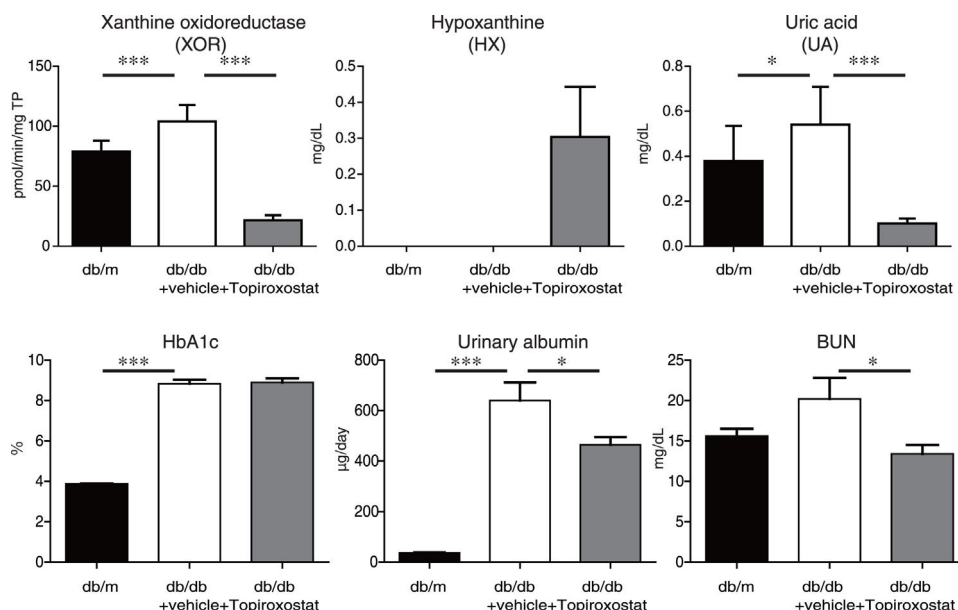 Xanthine oxidoreductase
(XOR)
***
***
150
100
50
0
pmol/min/mg TP
db/m
db/db
db/db
+vehicle+Topiroxostat
Hypoxanthine
(HX)
0.5
0.4
0.3
0.2
0.1
0.0
mg/dL
db/m
db/db
db/db
+vehicle+Topiroxostat
Uric acid
(UA)
*
***
0.8
0.6
0.4
0.2
0.0
mg/dL
db/m
db/db
db/db
+vehicle+Topiroxostat
HbA1c
***
10
8
6
4
2
0
%
db/m
db/db
db/db
+vehicle+Topiroxostat
Urinary albumin
***
*
800
600
400
200
0
µg/day
db/m
db/db
db/db
+vehicle+Topiroxostat
BUN
*
25
20
15
10
5
0
mg/dL
db/m
db/db
db/db
+vehicle+Topiroxostat